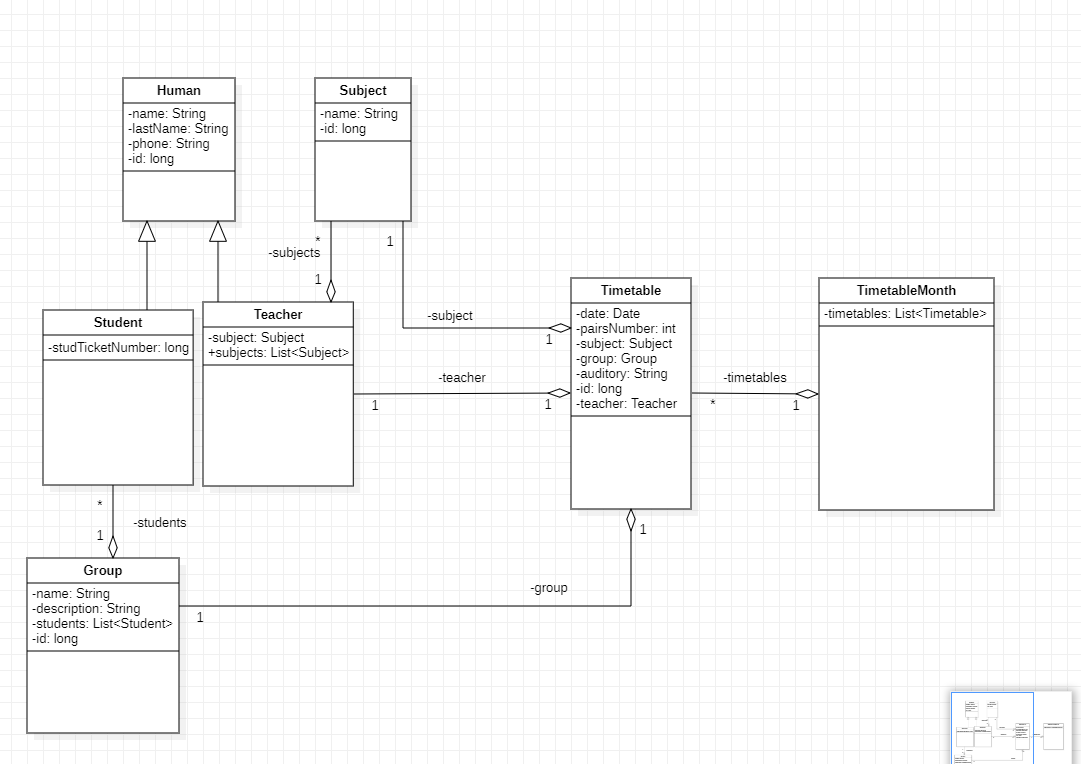 Human
-name: String
-lastName: String
-phone: String
-id: long
Subject
-name: String
-id: long
*
-subjects
1
1
Student
-studTicketNumber: long
Teacher
-subject: Subject
+subjects: List<Subject>
-subject
1
Timetable
-date: Date
-pairsNumber: int
-subject: Subject
-group: Group
-auditory: String
-id: long
-teacher: Teacher
TimetableMonth
-timetables: List<Timetable>
-teacher
1
1
-timetables
*
1
*
-students
1
1
Group
-name: String
-description: String
-students: List<Student>
-id: long
-group
1